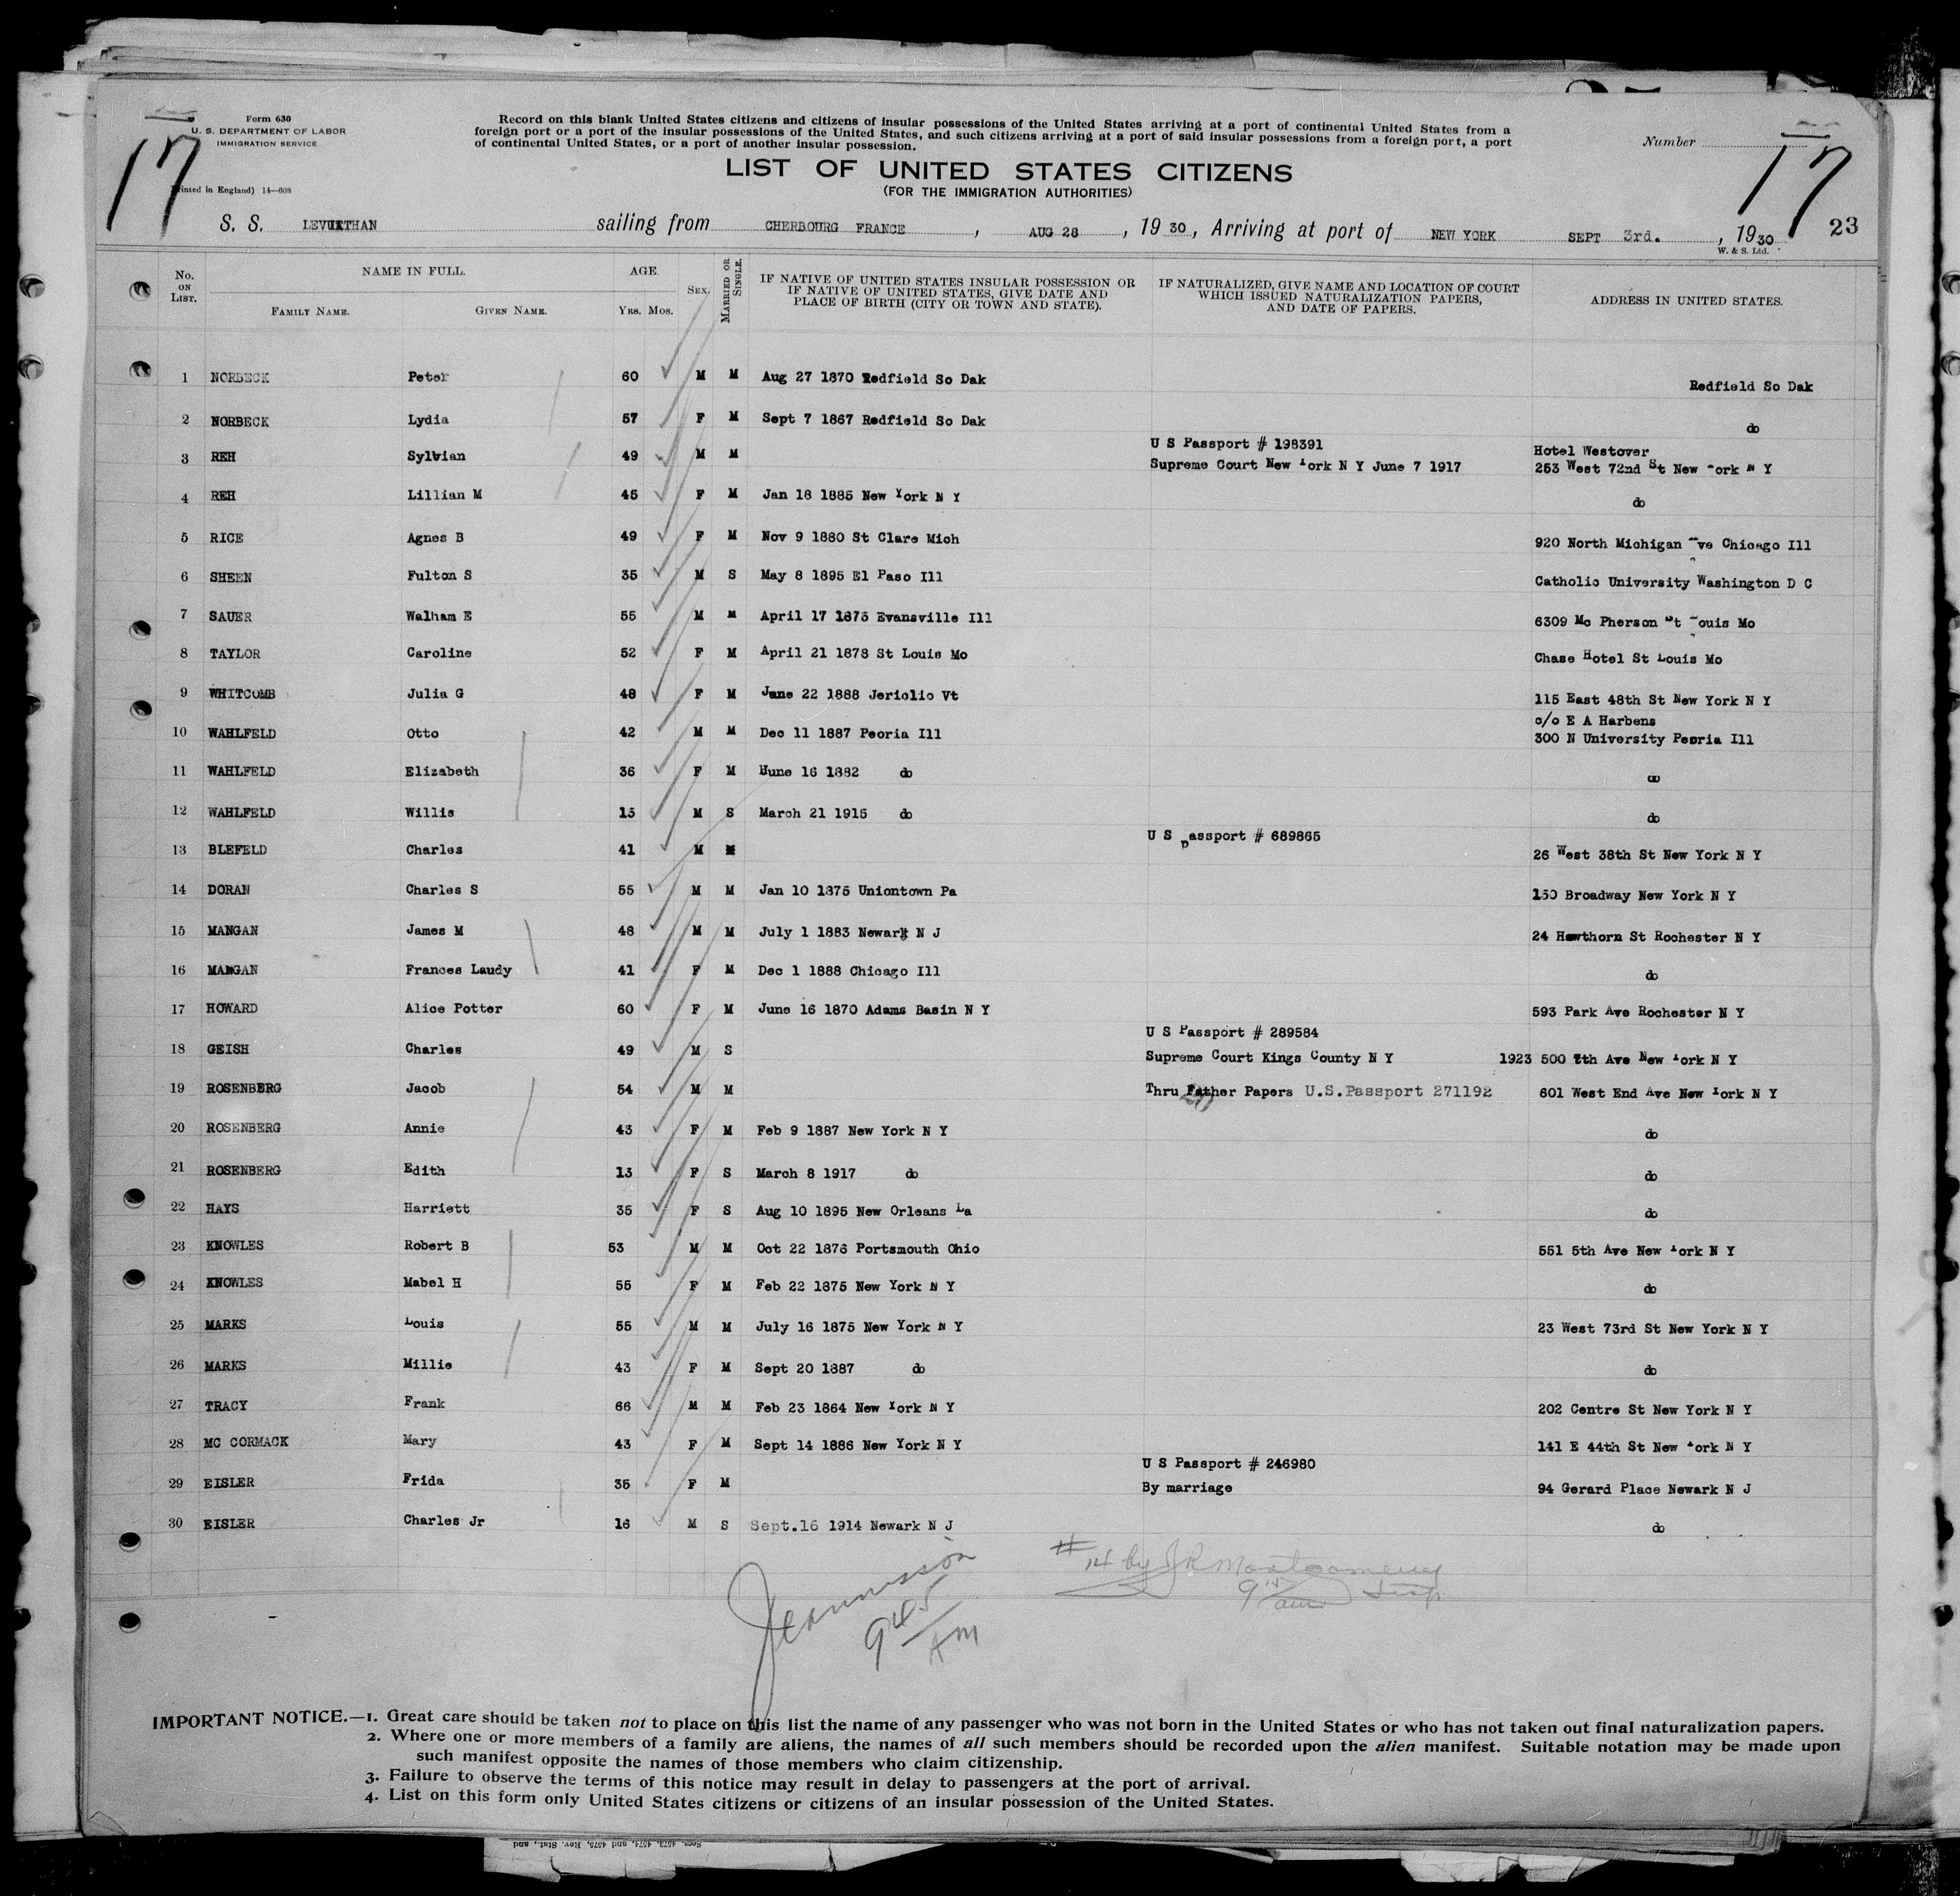 Form 630
U. S. DEPARTMENT OF LABOR
IMMIGRATION SERVICE
Printed in England) 14—608
17
Record on this blank United States citizens and citizens of insular possessions of the United States arriving at a port of continental United States from a
foreign port or a port of the insular possessions of the United States, and such citizens arriving at a port of said insular possessions from a foreign port, a port
of continental United States, or a port of another insular possession.
Number
17
LIST OF UNITED STATES CITIZENS
(FOR THE IMMIGRATION AUTHORITIES)
S. S. LEVIATHAN sailing from CHERBOURG FRANCE , AUG 28 , 19 30, Arriving at port of NEW YORK SEPT 3rd. , 1930 23
W. & S. Ltd.
No. ON LIST. NAME IN FULL. FAMILY NAME. GIVEN NAME. AGE. YRS. MOS. SEX. MARRIED OR SINGLE. IF NATIVE OF UNITED STATES INSULAR POSSESSION OR IF NATIVE OF UNITED STATES, GIVE DATE AND PLACE OF BIRTH (CITY OR TOWN AND STATE). IF NATURALIZED, GIVE NAME AND LOCATION OF COURT WHICH ISSUED NATURALIZATION PAPERS, AND DATE OF PAPERS. ADDRESS IN UNITED STATES.
1 NORBECK Peter 60 M M Aug 27 1870 Redfield So Dak Redfield So Dak
2 NORBECK Lydia 57 F M Sept 7 1867 Redfield So Dak do
U S Passport # 198391 Hotel Westover
3 REH Sylvian 49 M M Supreme Court New York N Y June 7 1917 253 West 72nd St New York N Y
4 REH Lillian M 45 F M Jan 18 1885 New York N Y do
5 RICE Agnes B 49 F M Nov 9 1880 St Clare Mich 920 North Michigan Ave Chicago Ill
6 SHEEN Fulton S 35 M S May 8 1895 El Paso Ill Catholic University Washington D C
7 SAUER Walham E 55 M M April 17 1875 Evansville Ill 6309 Mc Pherson St Louis Mo
8 TAYLOR Caroline 52 F M April 21 1878 St Louis Mo Chase Hotel St Louis Mo
9 WHITCOMB Julia G 48 F M June 22 1888 Jeriolio Vt 115 East 48th St New York N Y
c/o E A Harbens
10 WAHLFELD Otto 42 M M Dec 11 1887 Peoria Ill 300 N University Peoria Ill
11 WAHLFELD Elizabeth 36 F M Hune 16 1882 do do
12 WAHLFELD Willis 15 M S March 21 1915 do do
U S passport # 689865
13 BLEFELD Charles 41 M M 26 West 38th St New York N Y
14 DORAN Charles S 55 M M Jan 10 1875 Uniontown Pa 150 Broadway New York N Y
15 MANGAN James M 48 M M July 1 1883 Newark N J 24 Hawthorn St Rochester N Y
16 MANGAN Frances Laudy 41 F M Dec 1 1888 Chicago Ill do
17 HOWARD Alice Potter 60 F M June 16 1870 Adams Basin N Y 593 Park Ave Rochester N Y
U S Passport # 289584
18 GEISH Charles 49 M S Supreme Court Kings County N Y 1923 500 7th Ave New York N Y
19 ROSENBERG Jacob 54 M M Thru Father Papers U.S.Passport 271192 601 West End Ave New York N Y
20 ROSENBERG Annie 43 F M Feb 9 1887 New York N Y do
21 ROSENBERG Edith 13 F S March 8 1917 do do
22 HAYS Harriett 35 F S Aug 10 1895 New Orleans La do
23 KNOWLES Robert B 53 M M Oct 22 1876 Portsmouth Ohio 551 5th Ave New York N Y
24 KNOWLES Mabel H 55 F M Feb 22 1875 New York N Y do
25 MARKS Louis 55 M M July 16 1875 New York N Y 23 West 73rd St New York N Y
26 MARKS Millie 43 F M Sept 20 1887 do do
27 TRACY Frank 66 M M Feb 23 1864 New York N Y 202 Centre St New York N Y
28 MC CORMACK Mary 43 F M Sept 14 1886 New York N Y 141 E 44th St New York N Y
U S Passport # 246980
29 EISLER Frida 35 F M By marriage 94 Gerard Place Newark N J
30 EISLER Charles Jr 16 M S Sept.16 1914 Newark N J do
# 14 by J R Montgomery
9 15 am Insp.
9 45 AM
IMPORTANT NOTICE.—1. Great care should be taken not to place on this list the name of any passenger who was not born in the United States or who has not taken out final naturalization papers.
2. Where one or more members of a family are aliens, the names of all such members should be recorded upon the alien manifest. Suitable notation may be made upon
such manifest opposite the names of those members who claim citizenship.
3. Failure to observe the terms of this notice may result in delay to passengers at the port of arrival.
4. List on this form only United States citizens or citizens of an insular possession of the United States.
Secs. 4573, 4574, and 4575, Rev. Stat., and